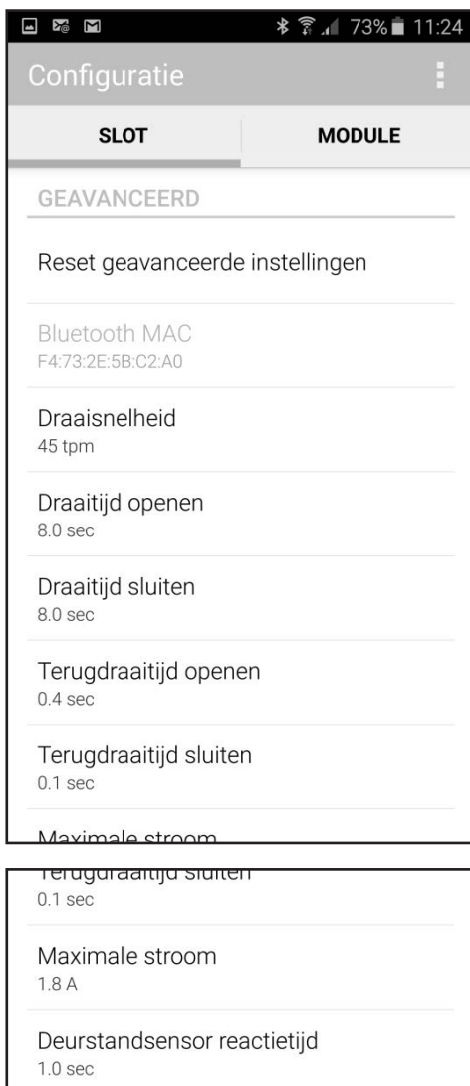 73% 11:24
Configuratie
SLOT MODULE
GEAVANCEERD
Reset geavanceerde instellingen
Bluetooth MAC
F4:73:2E:5B:C2:A0
Draaisnelheid
45 tpm
Draaitijd openen
8.0 sec
Draaitijd sluiten
8.0 sec
Terugdraaitijd openen
0.4 sec
Terugdraaitijd sluiten
0.1 sec
Maximale stroom
Terugdraaitijd sluiten
0.1 sec
Maximale stroom
1.8 A
Deurstandsensor reactietijd
1.0 sec